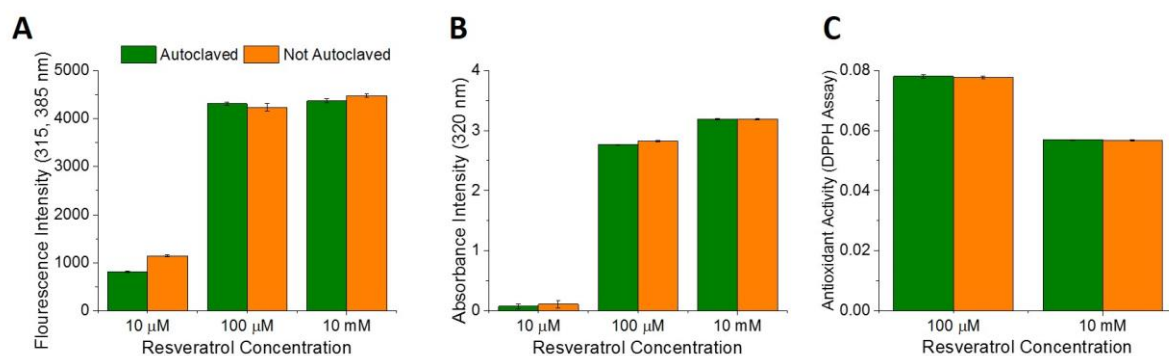 A
Autoclaved
Not Autoclaved
Flourescence Intensity (315, 385 nm)
5000
4000
3000
2000
1000
0
10 μM
100 μM
10 mM
Resveratrol Concentration
B
Absorbance Intensity (320 nm)
4
3
2
1
0
10 μM
100 μM
10 mM
Resveratrol Concentration
C
Antioxidant Activity (DPPH Assay)
0.08
0.06
0.04
0.02
0.00
100 μM
10 mM
Resveratrol Concentration